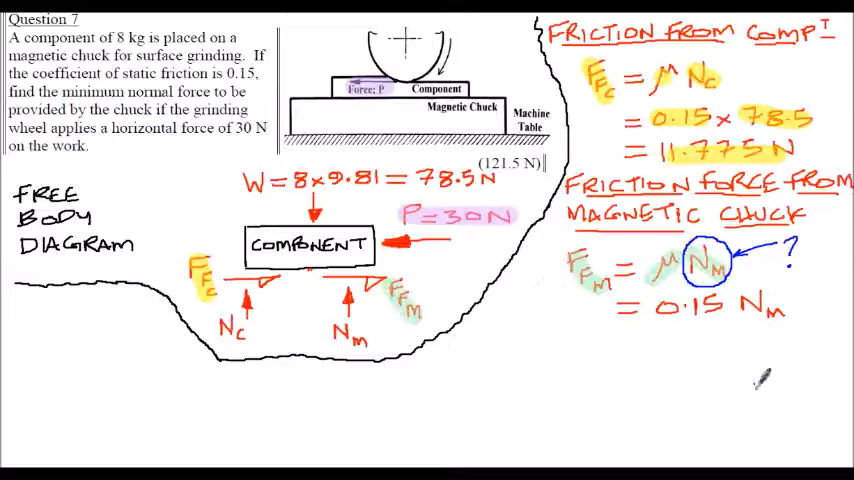 Question 7
A component of 8 kg is placed on a
magnetic chuck for surface grinding. If
the coefficient of static friction is 0.15,
find the minimum normal force to be
provided by the chuck if the grinding
wheel applies a horizontal force of 30 N
on the work.
Force: P
Component
Magnetic Chuck
Machine
Table
(121.5 N)
W = 8 × 9.81 = 78.5 N
P = 30 N
FREE
BODY
DIAGRAM
COMPONENT
FFc
FFM
Nc
Nm
FRICTION FROM COMPT
FFc = μ Nc
= 0.15 × 78.5
= 11.775 N
FRICTION FORCE FROM
MAGNETIC CHUCK
FFM = μ NM ?
= 0.15 NM